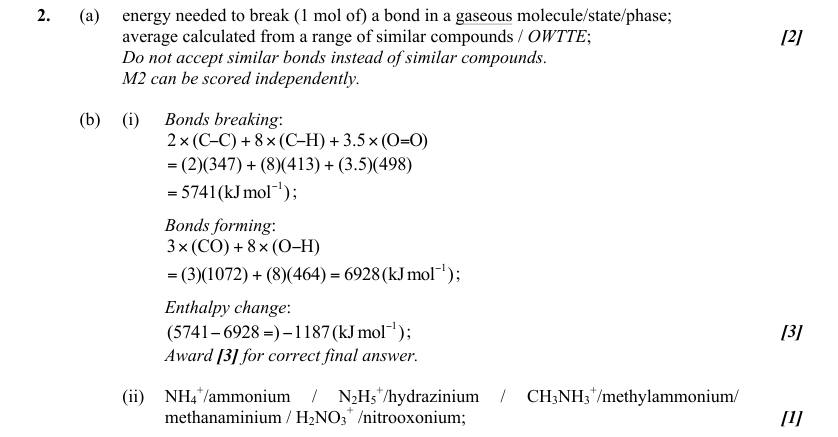 2. (a) energy needed to break (1 mol of) a bond in a gaseous molecule/state/phase;
average calculated from a range of similar compounds / OWTTE; [2]
Do not accept similar bonds instead of similar compounds.
M2 can be scored independently.
(b) (i) Bonds breaking:
2×(C–C) + 8×(C–H) + 3.5×(O=O)
= (2)(347) + (8)(413) + (3.5)(498)
= 5741(kJ mol⁻¹);
Bonds forming:
3×(CO) + 8×(O–H)
= (3)(1072) + (8)(464) = 6928(kJ mol⁻¹);
Enthalpy change:
(5741 – 6928 =) – 1187 (kJ mol⁻¹); [3]
Award [3] for correct final answer.
(ii) NH₄⁺/ammonium / N₂H₅⁺/hydrazinium / CH₃NH₃⁺/methylammonium/
methanaminium / H₂NO₃⁺ /nitrooxonium; [1]